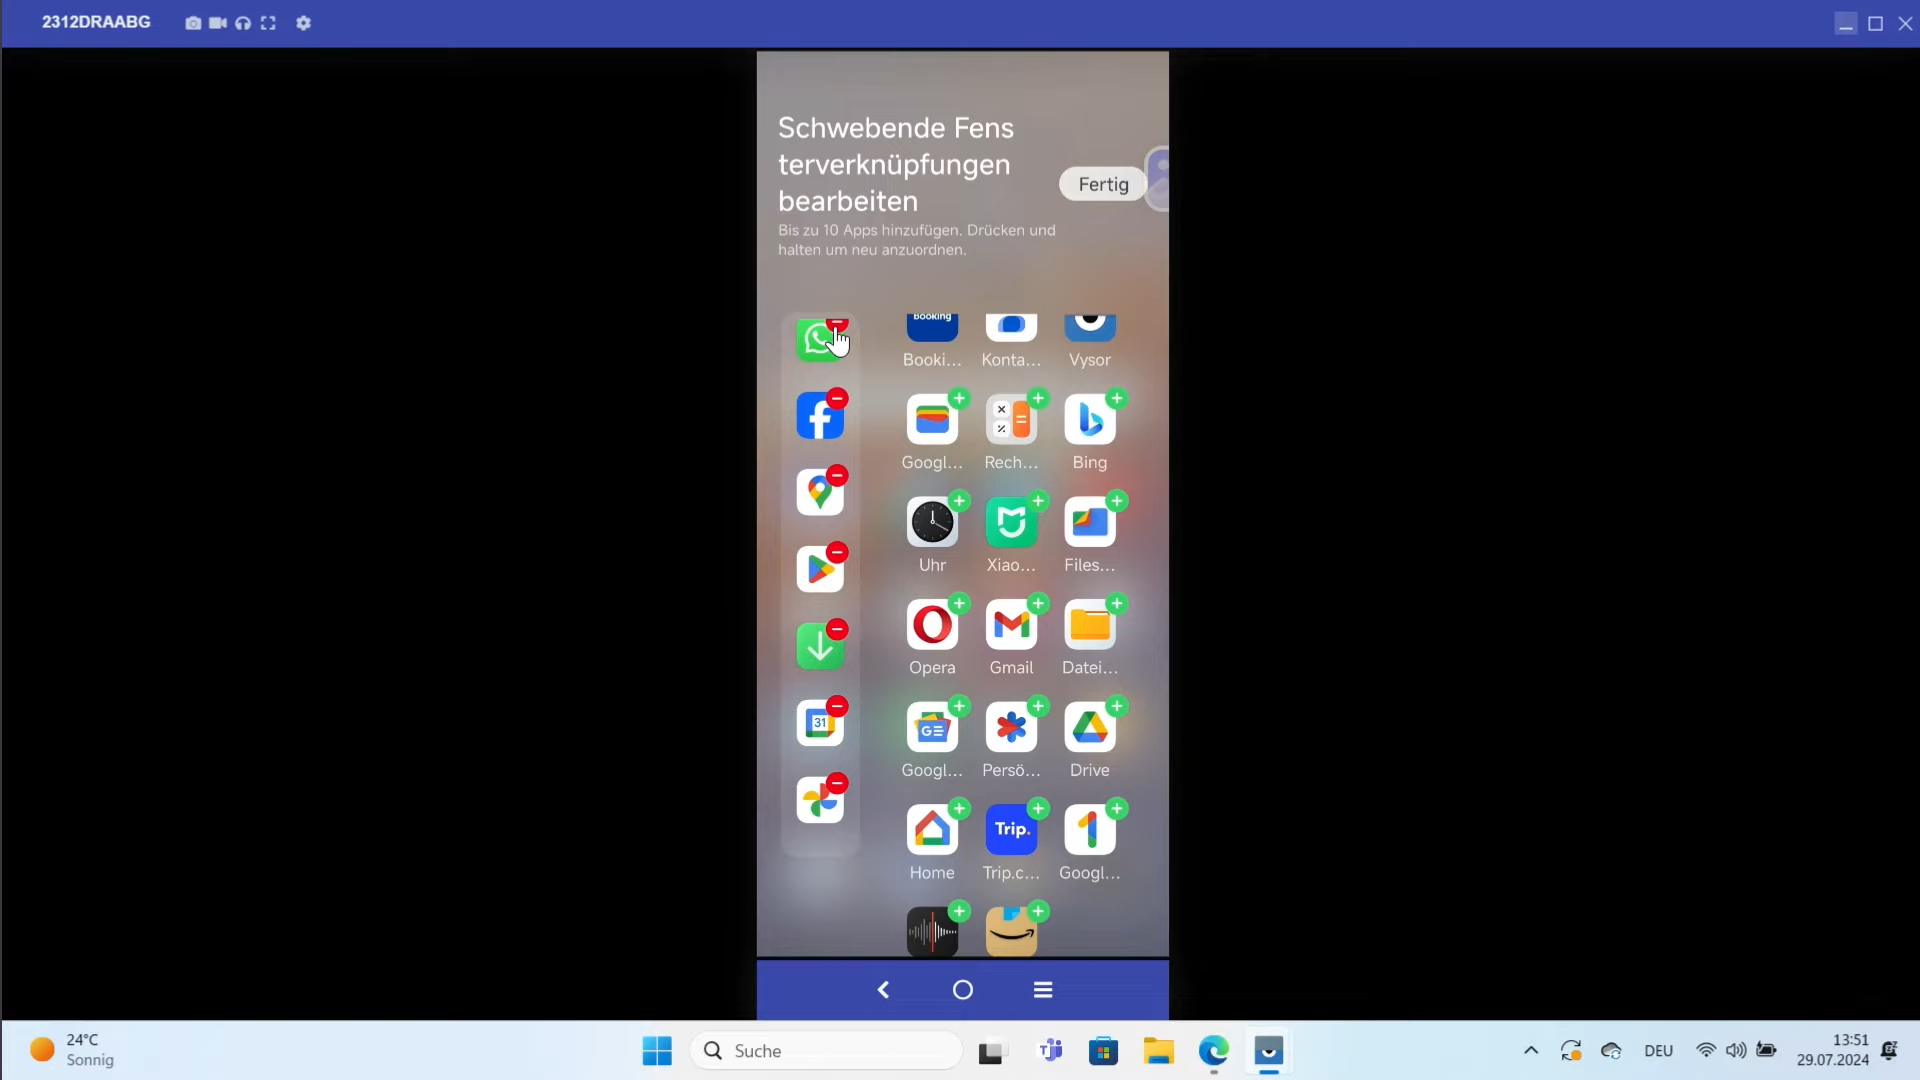 2312DRAABG
Schwebende Fens
terverknüpfungen
bearbeiten
Fertig
Bis zu 10 Apps hinzufügen. Drücken und
halten um neu anzuordnen.
Booking
Booki... Konta... Vysor
Googl... Rech... Bing
Uhr Xiao... Files...
Opera Gmail Datei...
31
GE
Googl... Persö... Drive
Trip.
Home Trip.c... Googl...
24°C
Sonnig
Suche
DEU
13:51
29.07.2024